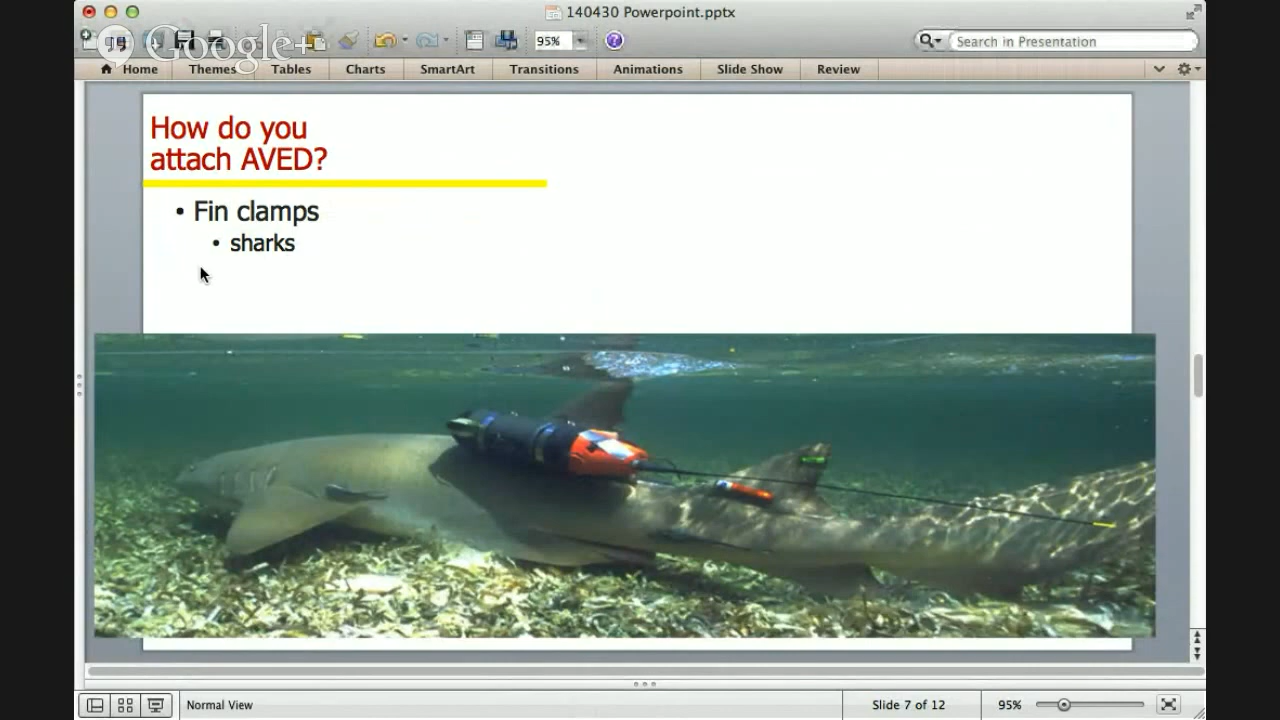 140430 Powerpoint.pptx
Google+
95%
Search in Presentation
Home Themes Tables Charts SmartArt Transitions Animations Slide Show Review
How do you
attach AVED?
• Fin clamps
• sharks
Normal View
Slide 7 of 12
95%